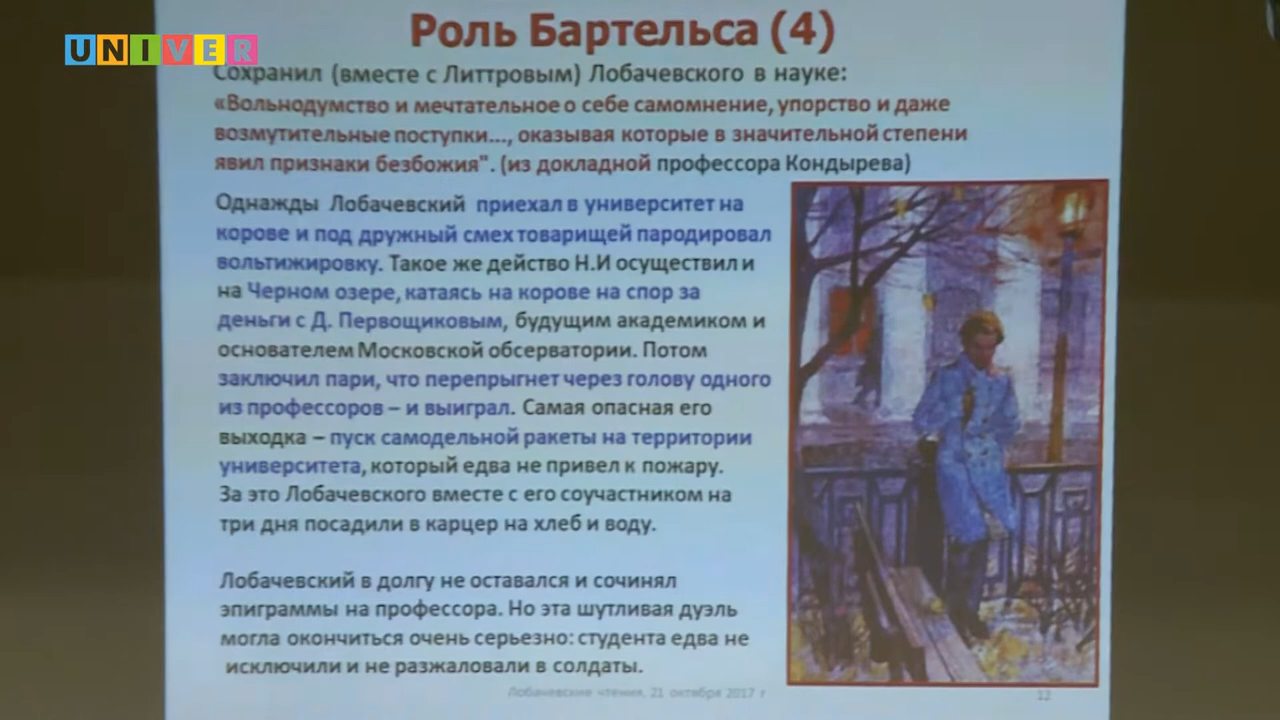 Роль Бартельса (4)
UNIVER
Сохранил (вместе с Литтровым) Лобачевского в науке:
«Вольнодумство и мечтательное о себе самомнение, упорство и даже
возмутительные поступки..., оказывая которые в значительной степени
явил признаки безбожия". (из докладной профессора Кондырева)
Однажды Лобачевский приехал в университет на
корове и под дружный смех товарищей пародировал
вольтижировку. Такое же действо Н.И осуществил и
на Черном озере, катаясь на корове на спор за
деньги с Д. Первощиковым, будущим академиком и
основателем Московской обсерватории. Потом
заключил пари, что перепрыгнет через голову одного
из профессоров – и выиграл. Самая опасная его
выходка – пуск самодельной ракеты на территории
университета, который едва не привел к пожару.
За это Лобачевского вместе с его соучастником на
три дня посадили в карцер на хлеб и воду.
Лобачевский в долгу не оставался и сочинял
эпиграммы на профессора. Но эта шутливая дуэль
могла окончиться очень серьезно: студента едва не
исключили и не разжаловали в солдаты.
Лобачевские чтения, 21 октября 2017 г
12